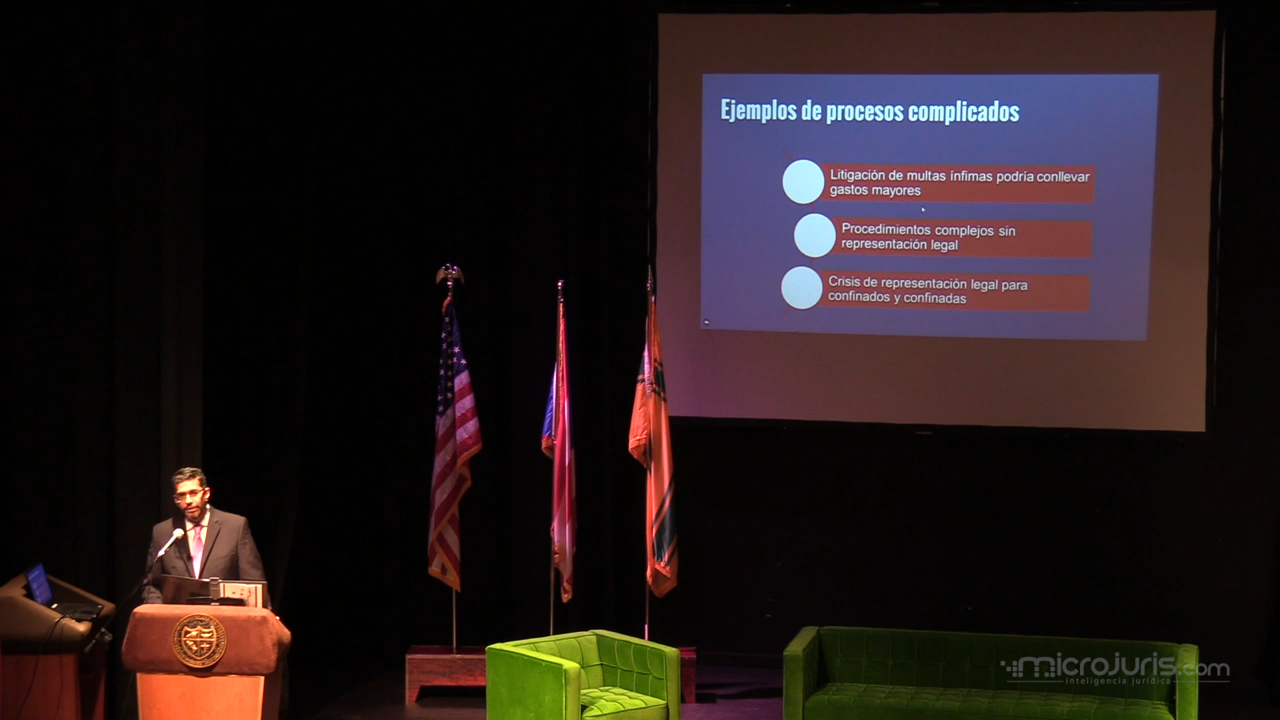 Ejemplos de procesos complicados
Litigación de multas ínfimas podría conllevar
gastos mayores
Procedimientos complejos sin
representación legal
Crisis de representación legal para
confinados y confinadas
microjuris.com
inteligencia jurídica